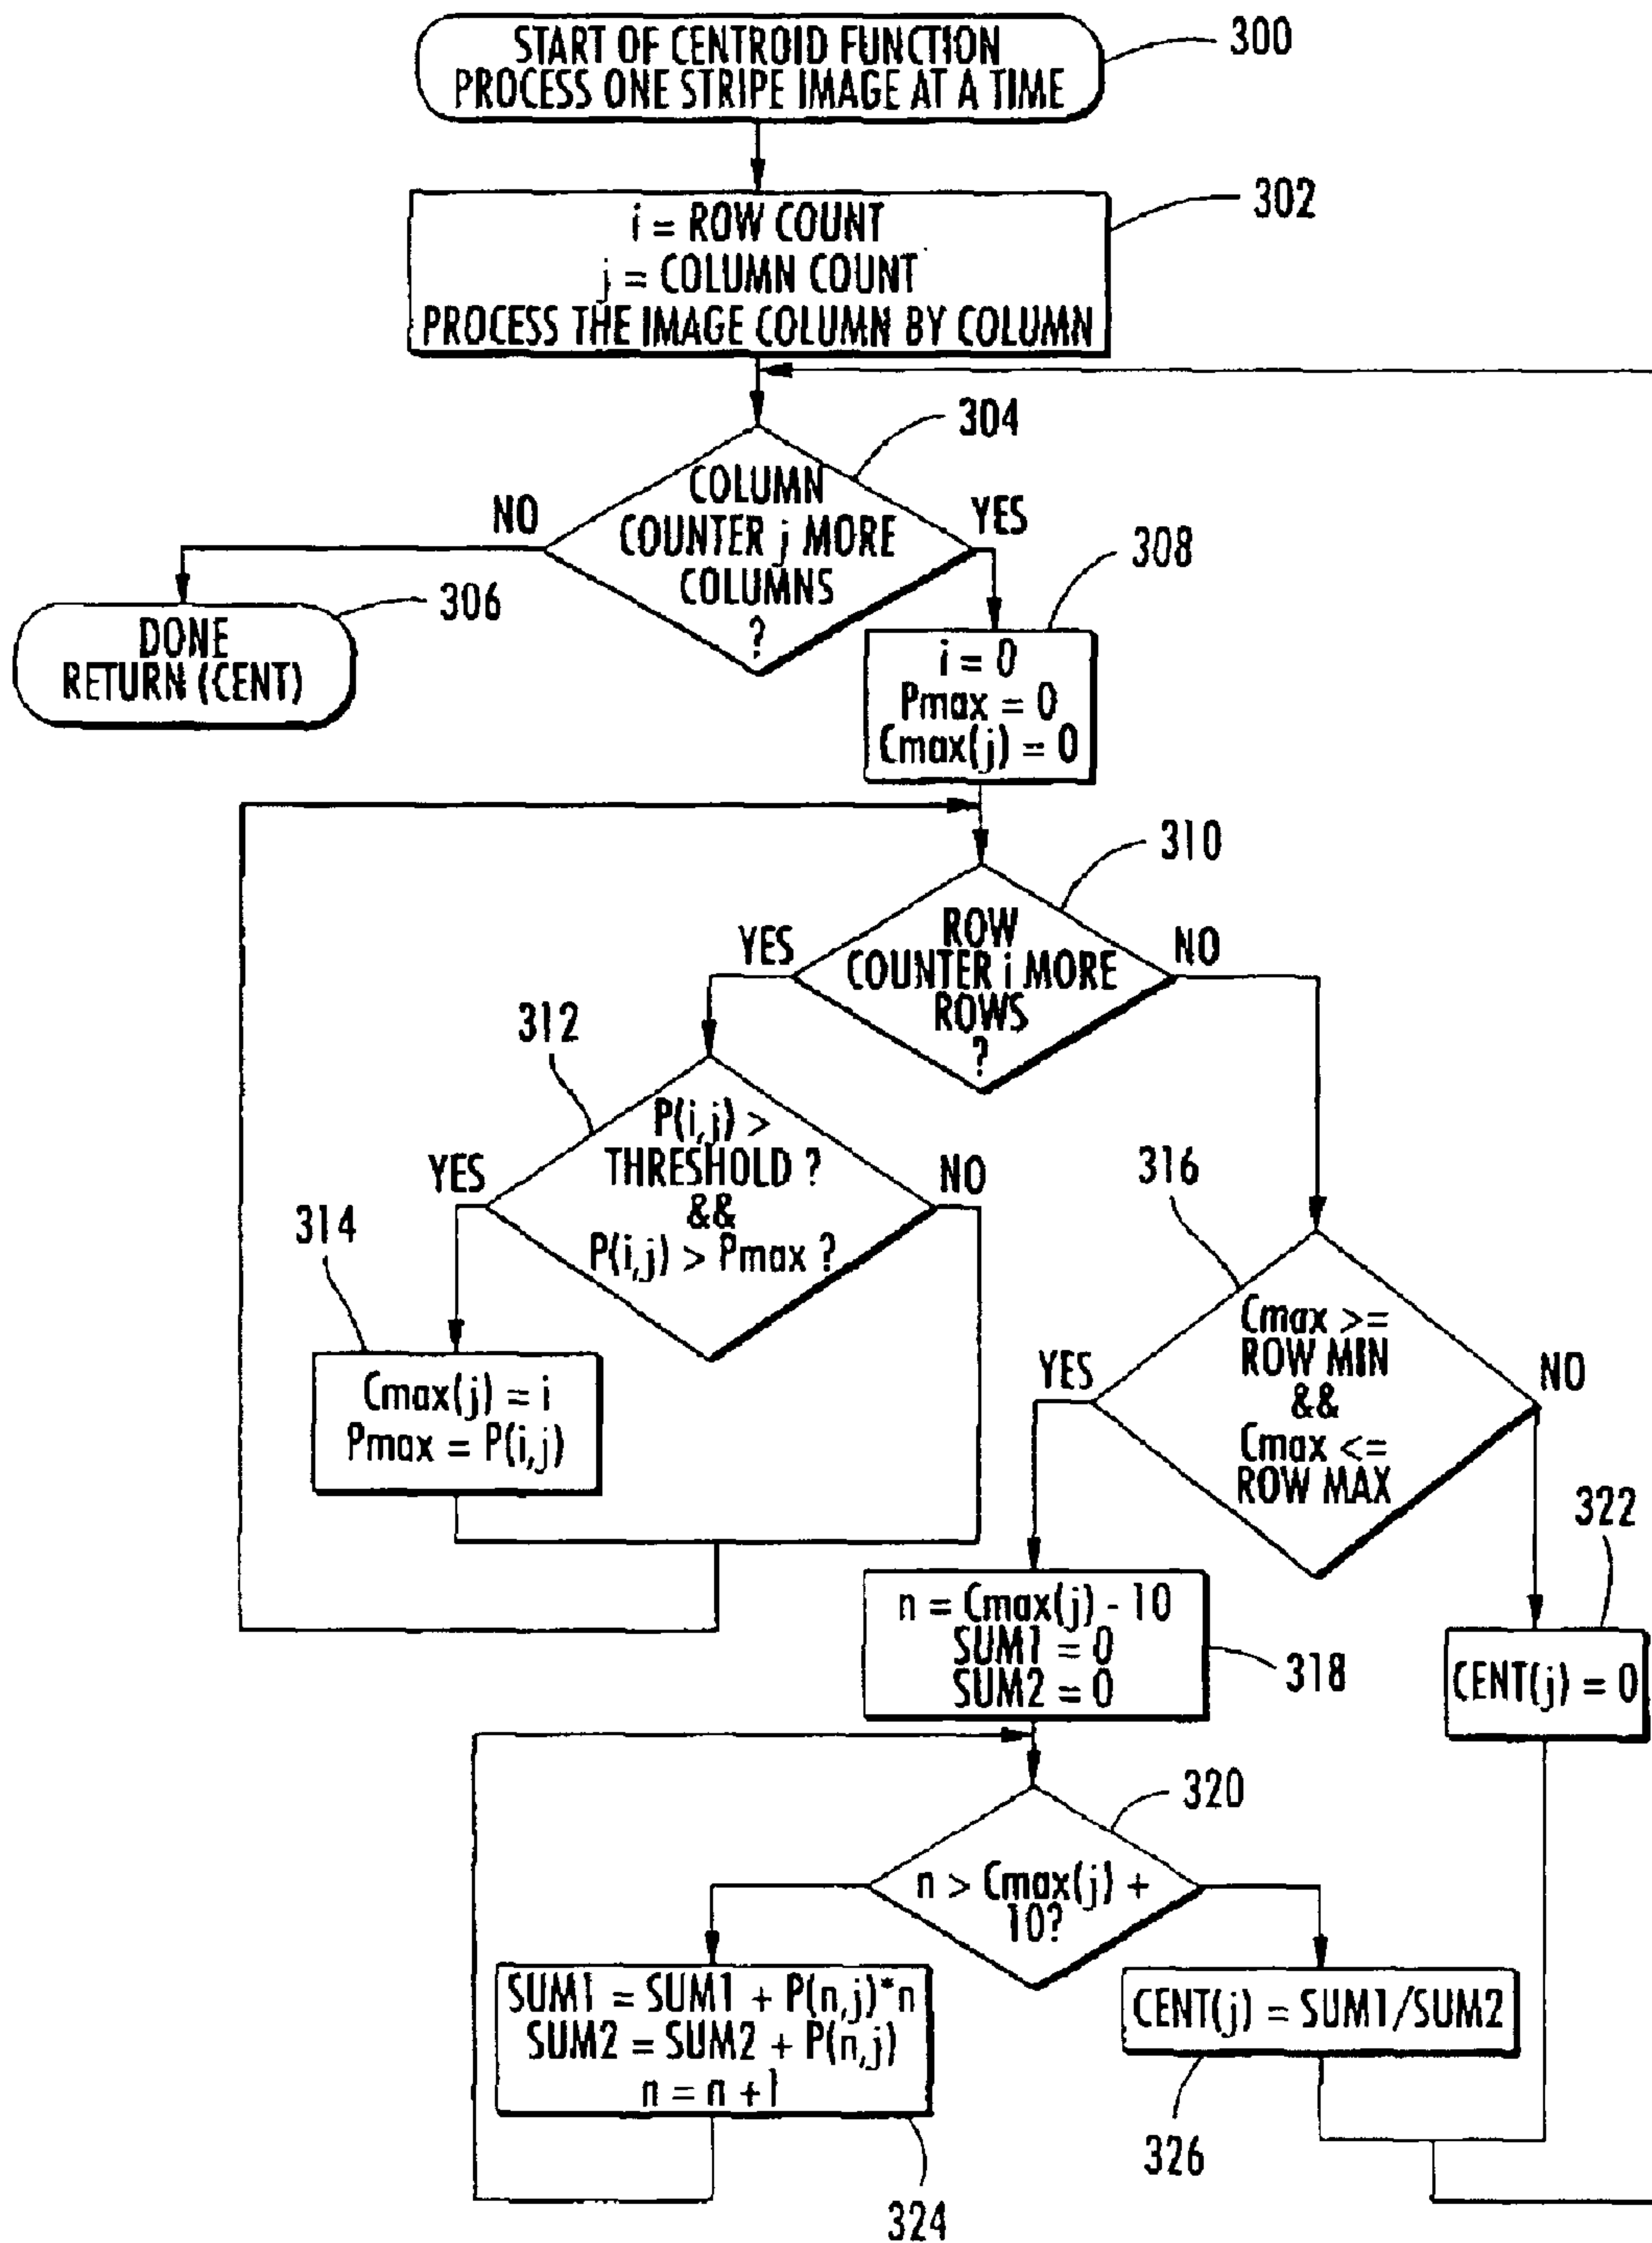 START OF CENTROID FUNCTION
PROCESS ONE STRIPE IMAGE AT A TIME
300
i = ROW COUNT
j = COLUMN COUNT
PROCESS THE IMAGE COLUMN BY COLUMN
302
304
COLUMN
COUNTER j MORE
COLUMNS
?
NO
YES
306
DONE
RETURN (CENT)
308
i = 0
Pmax = 0
Cmax(j) = 0
310
ROW
COUNTER i MORE
ROWS
?
YES
NO
312
P(i,j) >
THRESHOLD ?
&&
P(i,j) > Pmax ?
YES
NO
314
Cmax(j) = i
Pmax = P(i,j)
316
Cmax >=
ROW MIN
&&
Cmax <=
ROW MAX
YES
NO
n = Cmax(j) - 10
SUM1 = 0
SUM2 = 0
318
322
CENT(j) = 0
320
n > Cmax(j) +
10?
SUM1 = SUM1 + P(n,j)*n
SUM2 = SUM2 + P(n,j)
n = n +1
324
CENT(j) = SUM1/SUM2
326